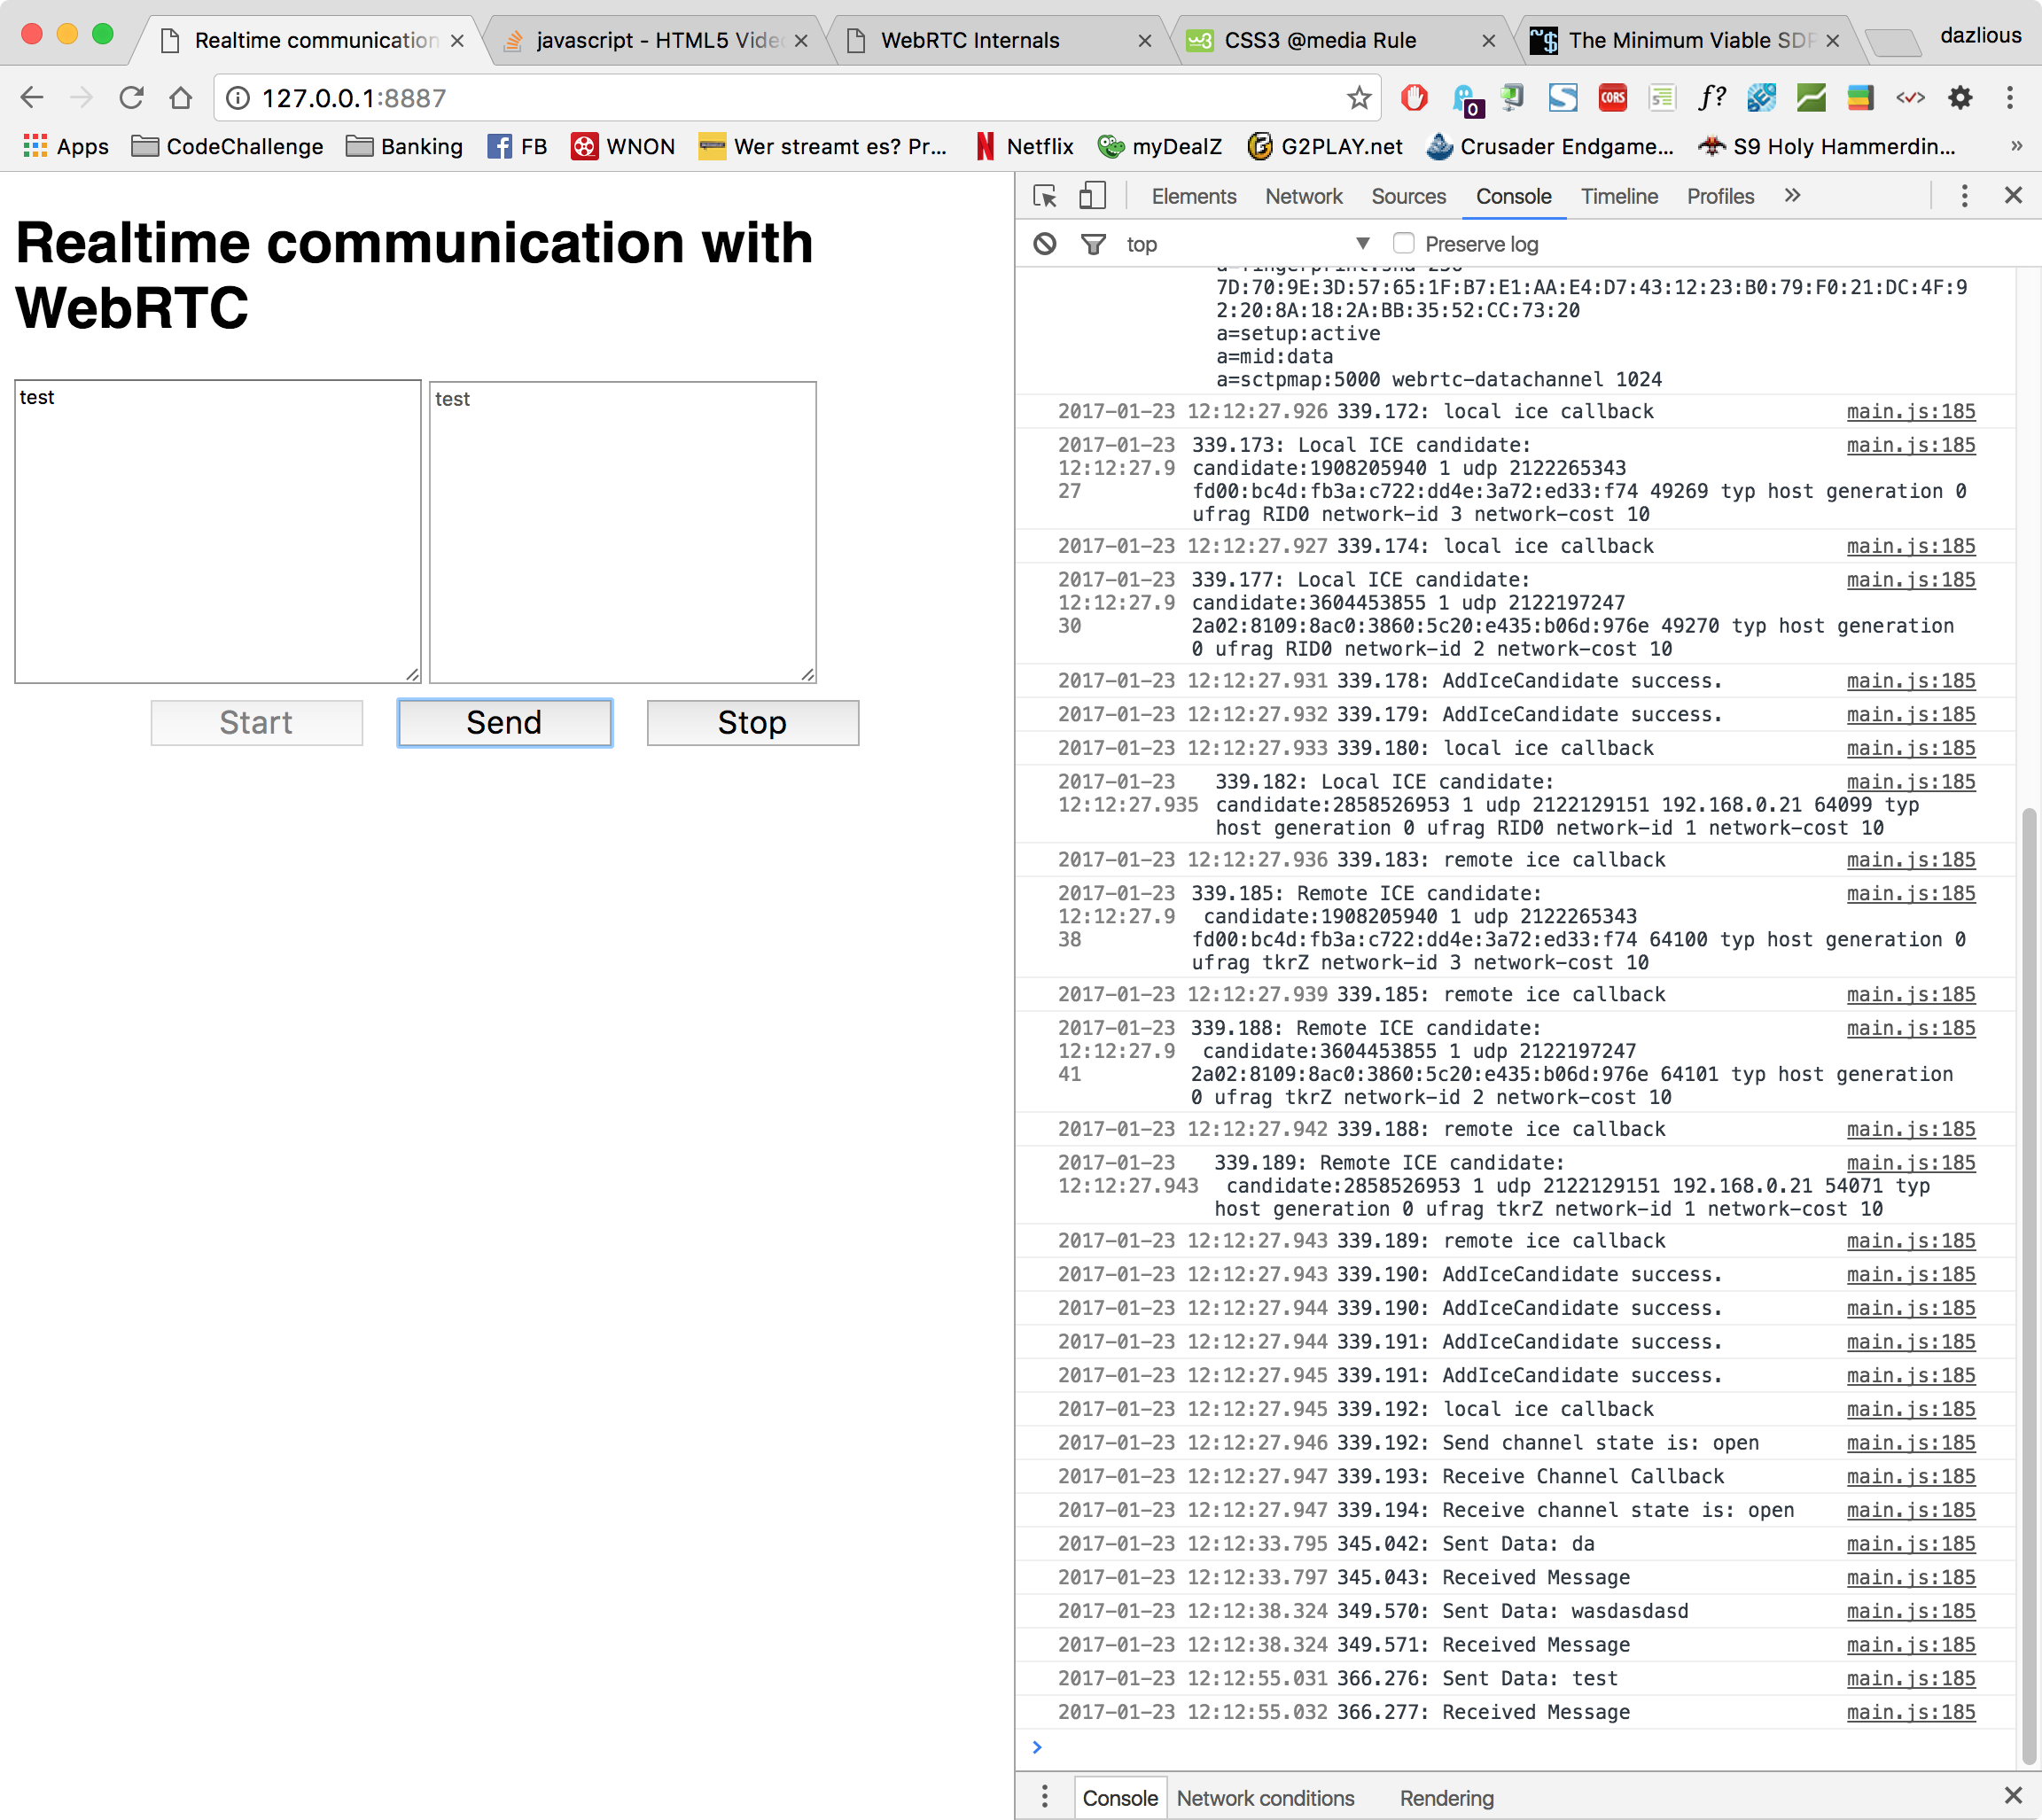 Realtime communication
javascript - HTML5 Vide
WebRTC Internals
CSS3 @media Rule
The Minimum Viable SDP
dazlious
127.0.0.1:8887
0
CORS
f?
Apps
CodeChallenge
Banking
FB
WNON
Wer streamt es? Pr...
Netflix
myDealZ
G2PLAY.net
Crusader Endgame...
S9 Holy Hammerdin...
»
Realtime communication with
WebRTC
test
test
Start
Send
Stop
Elements
Network
Sources
Console
Timeline
Profiles
top
Preserve log
a=fingerprint:sha-256
7D:70:9E:3D:57:65:1F:B7:E1:AA:E4:D7:43:12:23:B0:79:F0:21:DC:4F:9
2:20:8A:18:2A:BB:35:52:CC:73:20
a=setup:active
a=mid:data
a=sctpmap:5000 webrtc-datachannel 1024
2017-01-23 12:12:27.926 339.172: local ice callback main.js:185
2017-01-23 339.173: Local ICE candidate: main.js:185
12:12:27.9 candidate:1908205940 1 udp 2122265343
27 fd00:bc4d:fb3a:c722:dd4e:3a72:ed33:f74 49269 typ host generation 0
ufrag RID0 network-id 3 network-cost 10
2017-01-23 12:12:27.927 339.174: local ice callback main.js:185
2017-01-23 339.177: Local ICE candidate: main.js:185
12:12:27.9 candidate:3604453855 1 udp 2122197247
30 2a02:8109:8ac0:3860:5c20:e435:b06d:976e 49270 typ host generation
0 ufrag RID0 network-id 2 network-cost 10
2017-01-23 12:12:27.931 339.178: AddIceCandidate success. main.js:185
2017-01-23 12:12:27.932 339.179: AddIceCandidate success. main.js:185
2017-01-23 12:12:27.933 339.180: local ice callback main.js:185
2017-01-23 339.182: Local ICE candidate: main.js:185
12:12:27.935 candidate:2858526953 1 udp 2122129151 192.168.0.21 64099 typ
host generation 0 ufrag RID0 network-id 1 network-cost 10
2017-01-23 12:12:27.936 339.183: remote ice callback main.js:185
2017-01-23 339.185: Remote ICE candidate: main.js:185
12:12:27.9 candidate:1908205940 1 udp 2122265343
38 fd00:bc4d:fb3a:c722:dd4e:3a72:ed33:f74 64100 typ host generation 0
ufrag tkrZ network-id 3 network-cost 10
2017-01-23 12:12:27.939 339.185: remote ice callback main.js:185
2017-01-23 339.188: Remote ICE candidate: main.js:185
12:12:27.9 candidate:3604453855 1 udp 2122197247
41 2a02:8109:8ac0:3860:5c20:e435:b06d:976e 64101 typ host generation
0 ufrag tkrZ network-id 2 network-cost 10
2017-01-23 12:12:27.942 339.188: remote ice callback main.js:185
2017-01-23 339.189: Remote ICE candidate: main.js:185
12:12:27.943 candidate:2858526953 1 udp 2122129151 192.168.0.21 54071 typ
host generation 0 ufrag tkrZ network-id 1 network-cost 10
2017-01-23 12:12:27.943 339.189: remote ice callback main.js:185
2017-01-23 12:12:27.943 339.190: AddIceCandidate success. main.js:185
2017-01-23 12:12:27.944 339.190: AddIceCandidate success. main.js:185
2017-01-23 12:12:27.944 339.191: AddIceCandidate success. main.js:185
2017-01-23 12:12:27.945 339.191: AddIceCandidate success. main.js:185
2017-01-23 12:12:27.945 339.192: local ice callback main.js:185
2017-01-23 12:12:27.946 339.192: Send channel state is: open main.js:185
2017-01-23 12:12:27.947 339.193: Receive Channel Callback main.js:185
2017-01-23 12:12:27.947 339.194: Receive channel state is: open main.js:185
2017-01-23 12:12:33.795 345.042: Sent Data: da main.js:185
2017-01-23 12:12:33.797 345.043: Received Message main.js:185
2017-01-23 12:12:38.324 349.570: Sent Data: wasdasdasd main.js:185
2017-01-23 12:12:38.324 349.571: Received Message main.js:185
2017-01-23 12:12:55.031 366.276: Sent Data: test main.js:185
2017-01-23 12:12:55.032 366.277: Received Message main.js:185
Console
Network conditions
Rendering